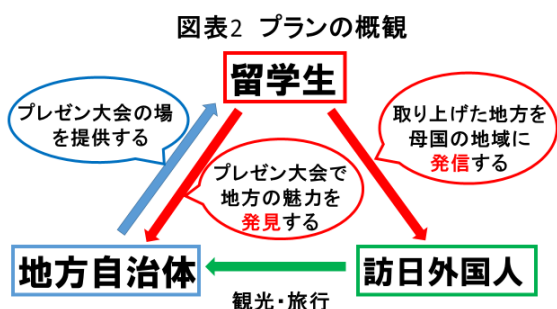 図表2 プランの概観
留学生
プレゼン大会の場
を提供する
取り上げた地方を
母国の地域に
発信する
プレゼン大会で
地方の魅力を
発見する
地方自治体
訪日外国人
観光・旅行